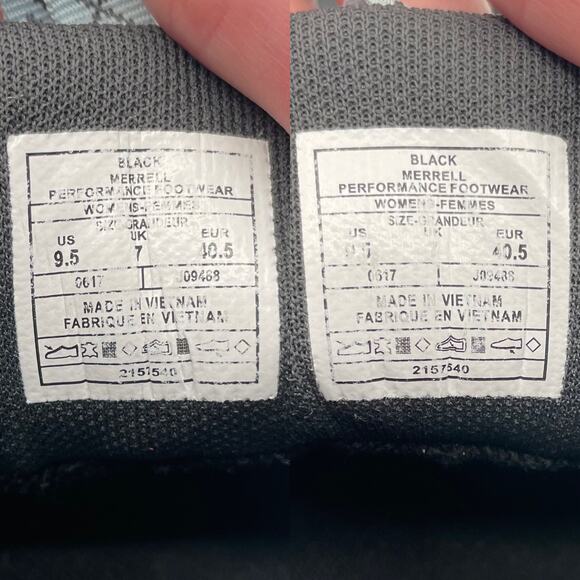 BLACK
MERRELL
PERFORMANCE FOOTWEAR
WOMENS-FEMMES
SIZE-GRANDEUR
US UK EUR
9.5 7 40.5
0617 J09468
MADE IN VIETNAM
FABRIQUE EN VIETNAM
2157540
BLACK
MERRELL
PERFORMANCE FOOTWEAR
WOMENS-FEMMES
SIZE-GRANDEUR
US EUR
40.5
0617 J09468
MADE IN VIETNAM
FABRIQUE EN VIETNAM
2157540